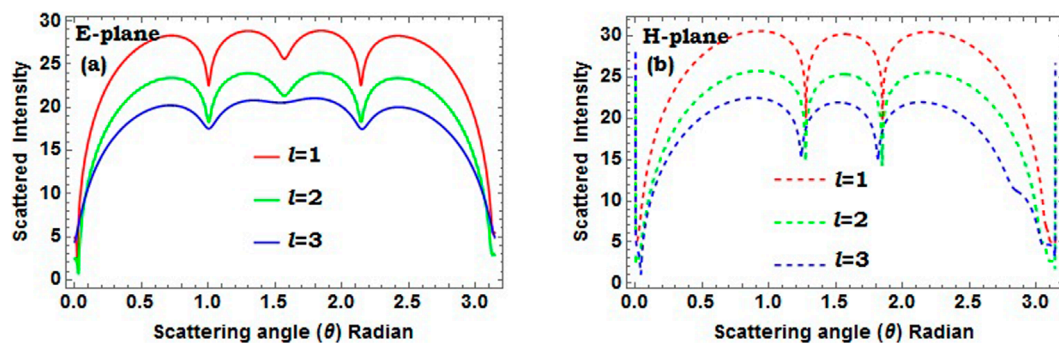 E-plane
(a)
Scattered Intensity
30
25
20
15
10
5
0
l=1
l=2
l=3
0.0 0.5 1.0 1.5 2.0 2.5 3.0
Scattering angle (θ) Radian
H-plane
(b)
Scattered Intensity
30
25
20
15
10
5
0
l=1
l=2
l=3
0.0 0.5 1.0 1.5 2.0 2.5 3.0
Scattering angle (θ) Radian